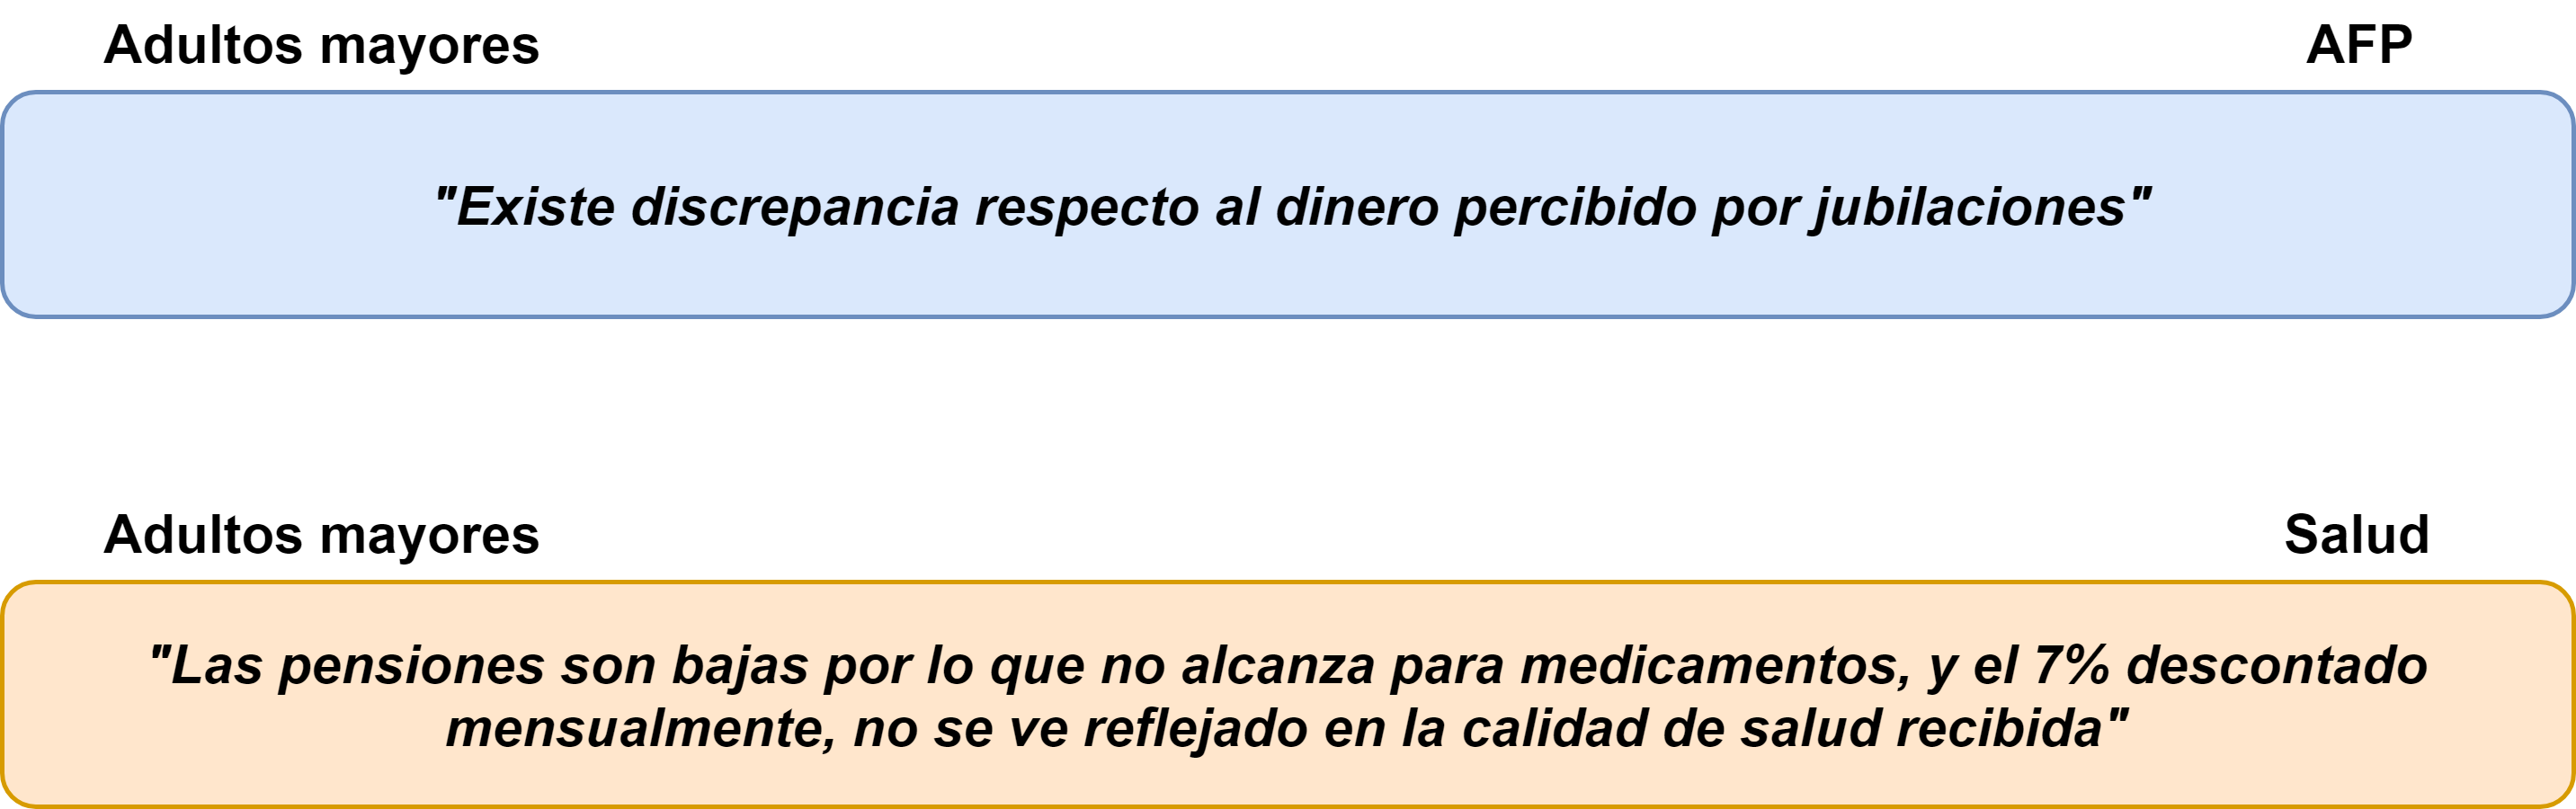 Adultos mayores
AFP
"Existe discrepancia respecto al dinero percibido por jubilaciones"
Adultos mayores
Salud
"Las pensiones son bajas por lo que no alcanza para medicamentos, y el 7% descontado
mensualmente, no se ve reflejado en la calidad de salud recibida"